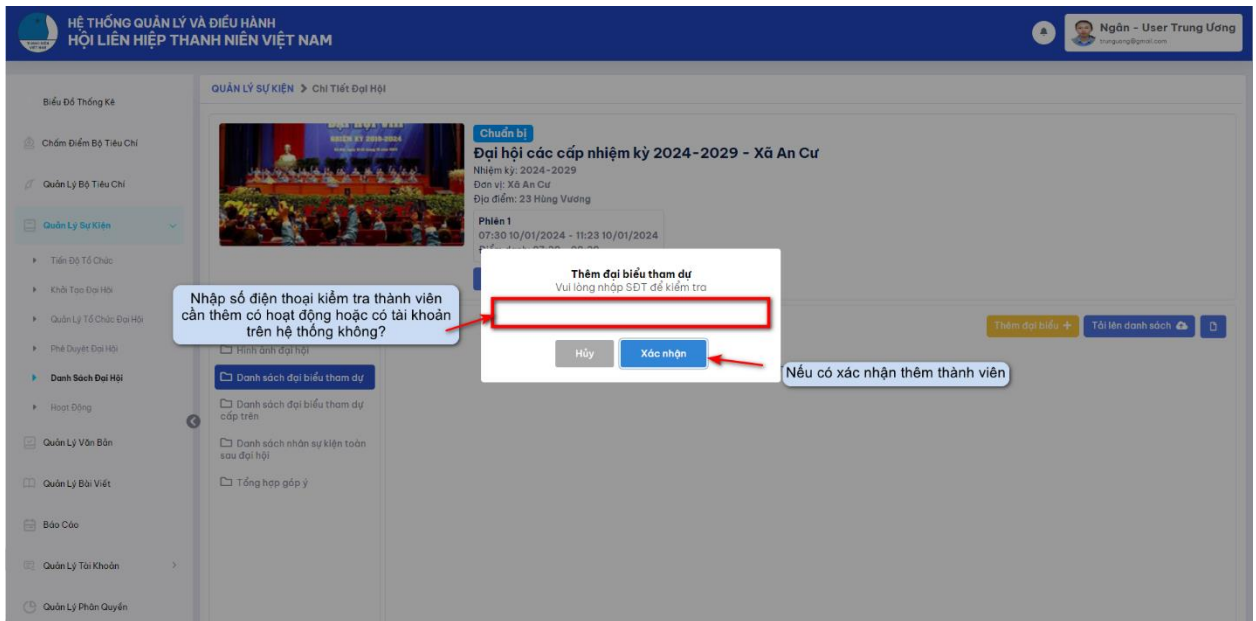 HỆ THỐNG QUẢN LÝ VÀ ĐIỀU HÀNH
HỘI LIÊN HIỆP THANH NIÊN VIỆT NAM
Ngân - User Trung Ương
trunguong@gmail.com
Biểu Đồ Thống Kê
Chấm Điểm Bộ Tiêu Chí
Quản Lý Bộ Tiêu Chí
Quản Lý Sự Kiện
Tiến Độ Tổ Chức
Khởi Tạo Đại Hội
Quản Lý Tổ Chức Đại Hội
Phê Duyệt Đại Hội
Danh Sách Đại Hội
Hoạt Động
Quản Lý Văn Bản
Quản Lý Bài Viết
Báo Cáo
Quản Lý Tài Khoản
Quản Lý Phân Quyền
QUẢN LÝ SỰ KIỆN > Chi Tiết Đại Hội
Chuẩn bị
Đại hội các cấp nhiệm kỳ 2024-2029 - Xã An Cư
Nhiệm kỳ: 2024-2029
Đơn vị: Xã An Cư
Địa điểm: 23 Hùng Vương
Phiên 1
07:30 10/01/2024 - 11:23 10/01/2024
Thêm đại biểu tham dự
Vui lòng nhập SĐT để kiểm tra
Hủy
Xác nhận
Nhập số điện thoại kiểm tra thành viên
cần thêm có hoạt động hoặc có tài khoản
trên hệ thống không?
Nếu có xác nhận thêm thành viên
Thêm đại biểu +
Tải lên danh sách
Hình ảnh đại hội
Danh sách đại biểu tham dự
Danh sách đại biểu tham dự
cấp trên
Danh sách nhân sự kiện toàn
sau đại hội
Tổng hợp góp ý